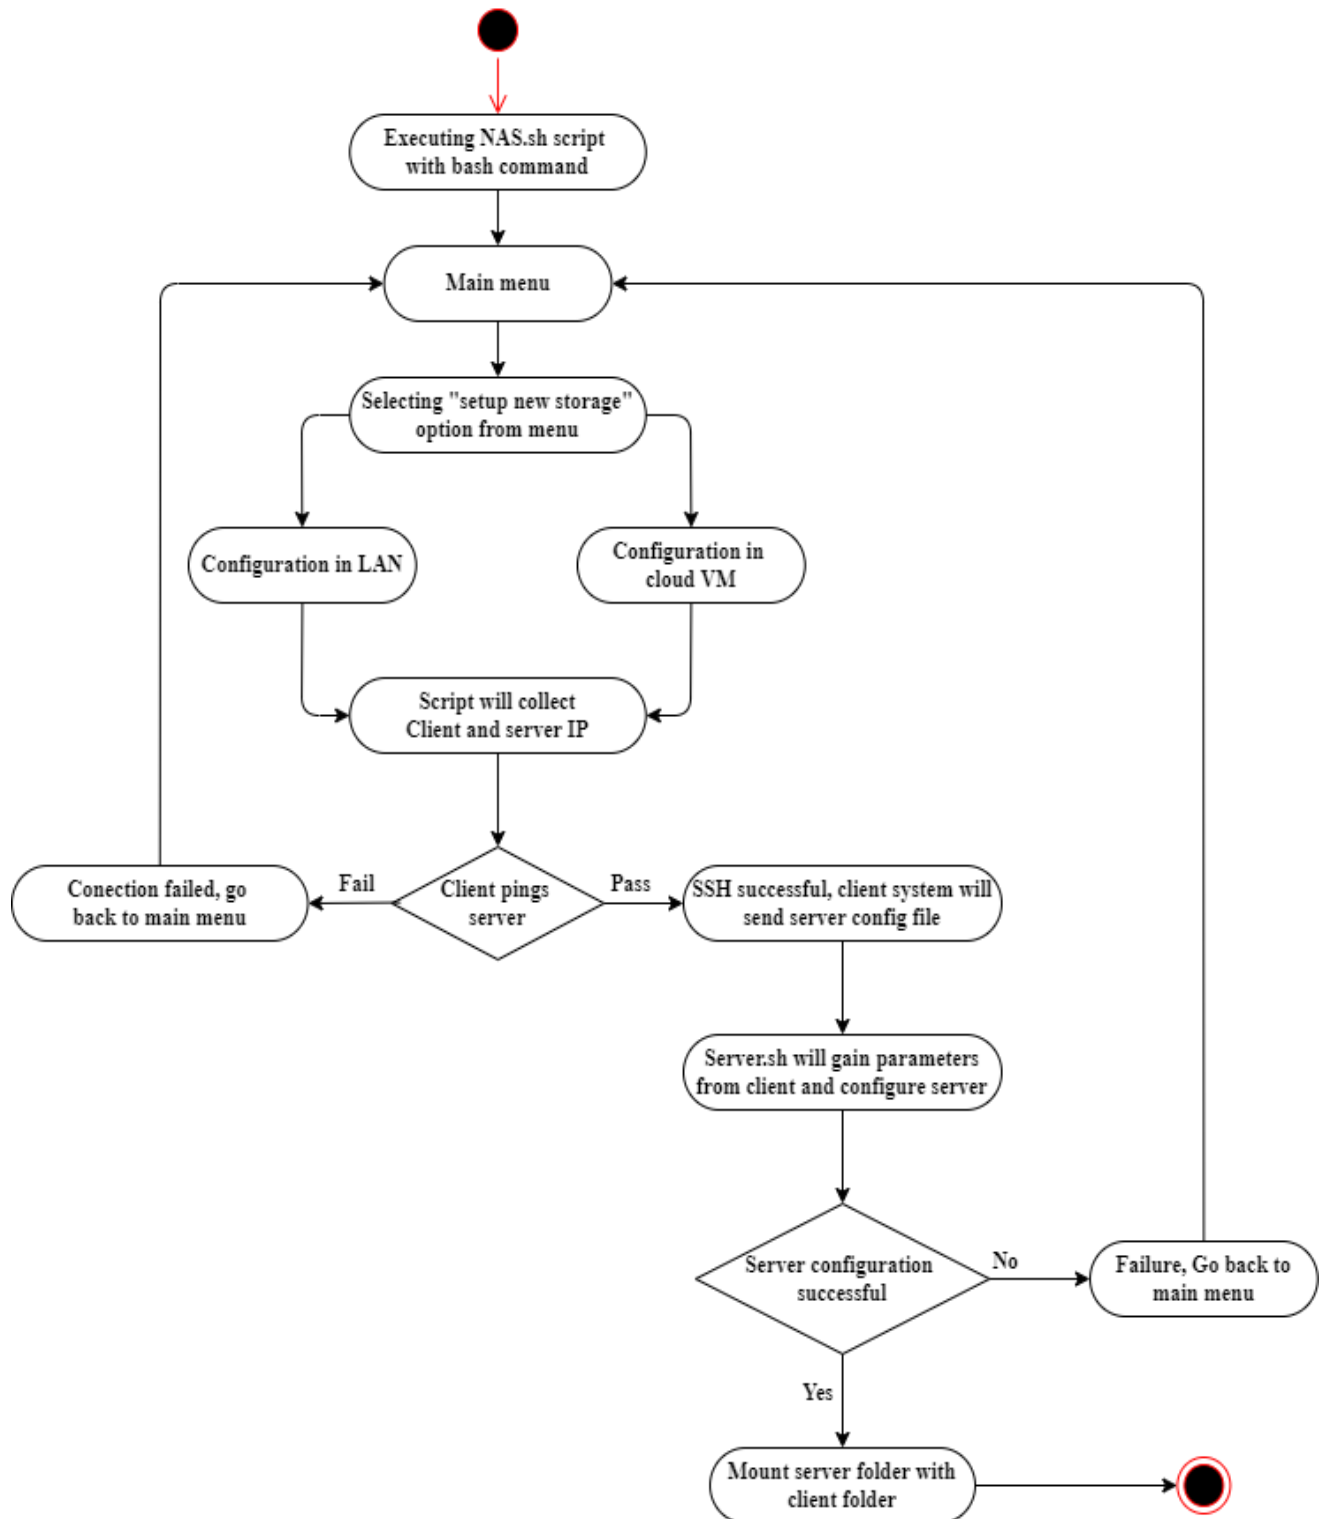 Executing NAS.sh script
with bash command
Main menu
Selecting "setup new storage"
option from menu
Configuration in LAN
Configuration in
cloud VM
Script will collect
Client and server IP
Conection failed, go
back to main menu
Fail
Client pings
server
Pass
SSH successful, client system will
send server config file
Server.sh will gain parameters
from client and configure server
Server configuration
successful
No
Failure, Go back to
main menu
Yes
Mount server folder with
client folder